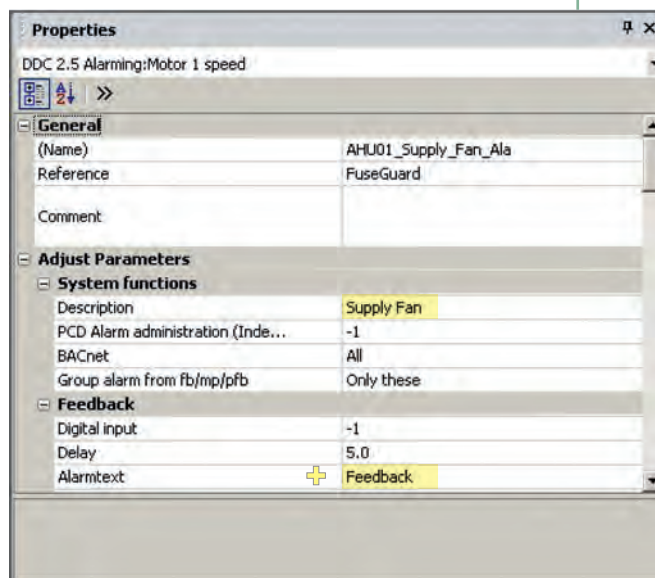 Properties
DDC 2.5 Alarming:Motor 1 speed
General
(Name) AHU01_Supply_Fan_Ala
Reference FuseGuard
Comment
Adjust Parameters
System functions
Description Supply Fan
PCD Alarm administration (Inde... -1
BACnet All
Group alarm from fb/mp/pfb Only these
Feedback
Digital input -1
Delay 5.0
Alarmtext Feedback